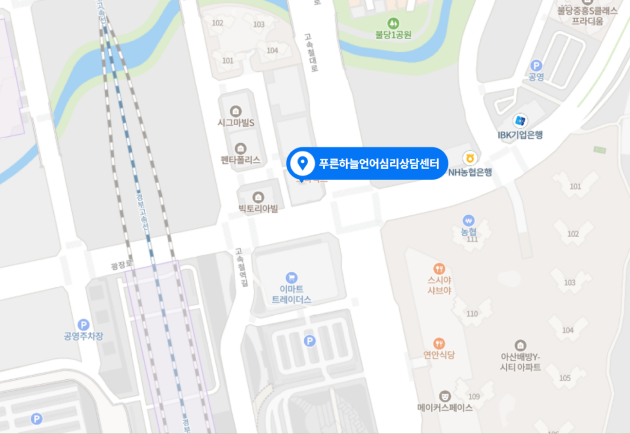 불당중흥S클래스
프라디움
불당1공원
102
103
101
104
고속철대로
공영
IBK기업은행
시그마빌S
펜타폴리스
푸른하늘언어심리상담센터
NH농협은행
빅토리아빌
경부고속선
101
농협
111
102
광장로
고속철역길
스시야
샤브야
이마트
트레이더스
103
110
공영주차장
104
연안식당
아산배방Y-
시티 아파트
105
109
메이커스페이스
108